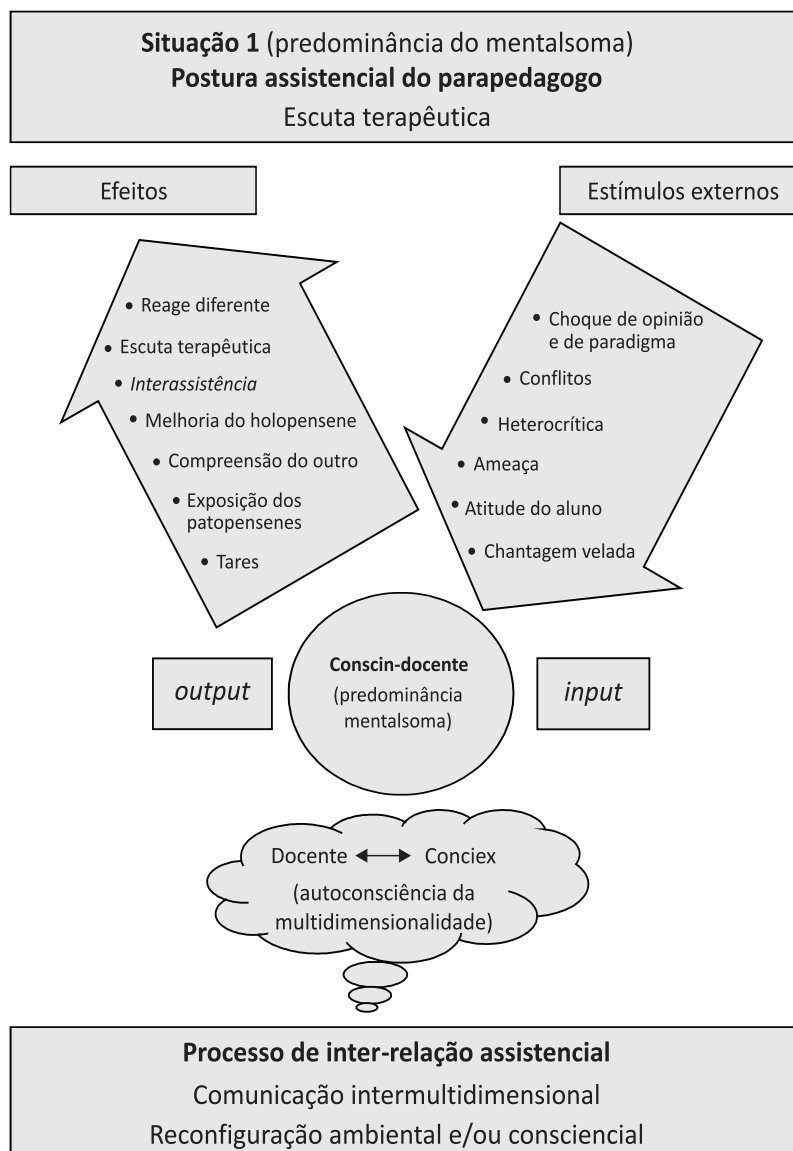 Situação 1 (predominância do mentalsoma)
Postura assistencial do parapedagogo
Escuta terapêutica
Efeitos
Estímulos externos
• Reage diferente
• Escuta terapêutica
• Interassistência
• Melhoria do holopensene
• Compreensão do outro
• Exposição dos
patopensenes
• Tares
• Choque de opinião
e de paradigma
• Conflitos
• Heterocrítica
• Ameaça
• Atitude do aluno
• Chantagem velada
output
Conscin-docente
(predominância
mentalsoma)
input
Docente ↔ Conciex
(autoconsciência da
multidimensionalidade)
Processo de inter-relação assistencial
Comunicação intermultidimensional
Reconfiguração ambiental e/ou consciencial